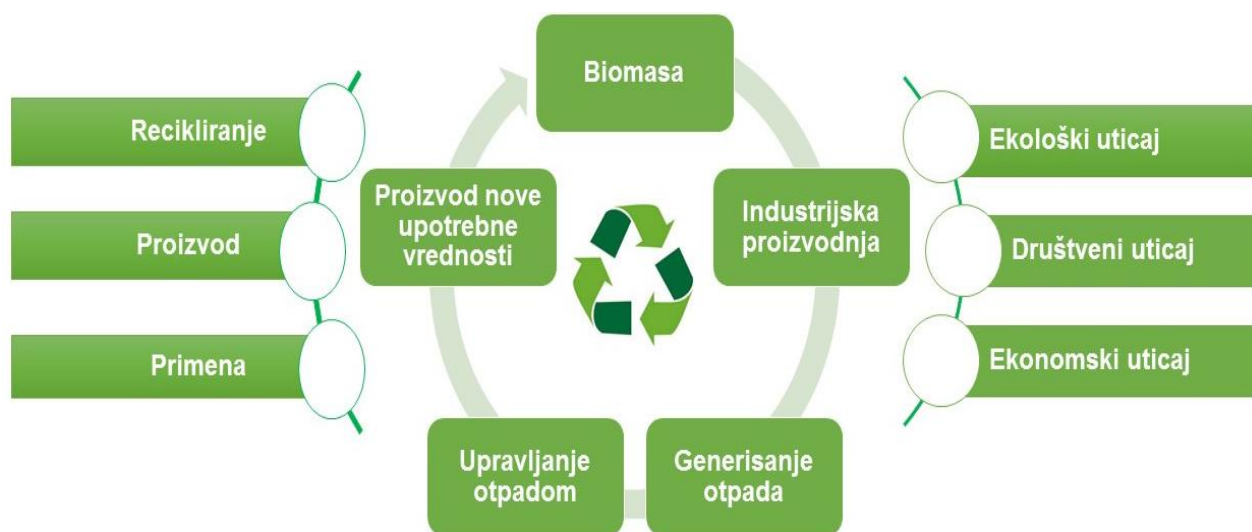 Recikliranje
Proizvod
Primena
Biomasa
Industrijska
proizvodnja
Generisanje
otpada
Upravljanje
otpadom
Proizvod nove
upotrebne
vrednosti
Ekološki uticaj
Društveni uticaj
Ekonomski uticaj